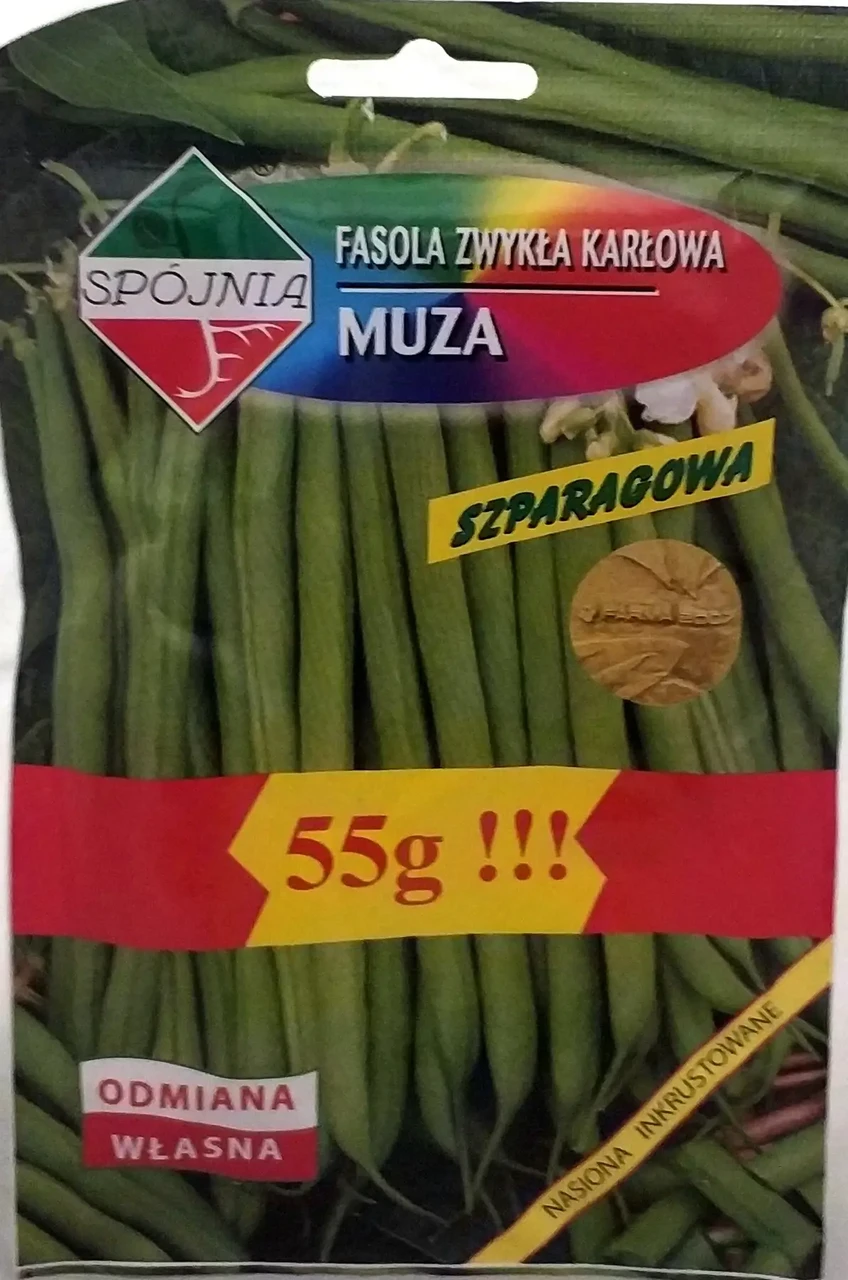 ®
SPÓJNIA
FASOLA ZWYKŁA KARŁOWA
MUZA
SZPARAGOWA
55g !!!
ODMIANA
WŁASNA
NASIONA INKRUSTOWANE